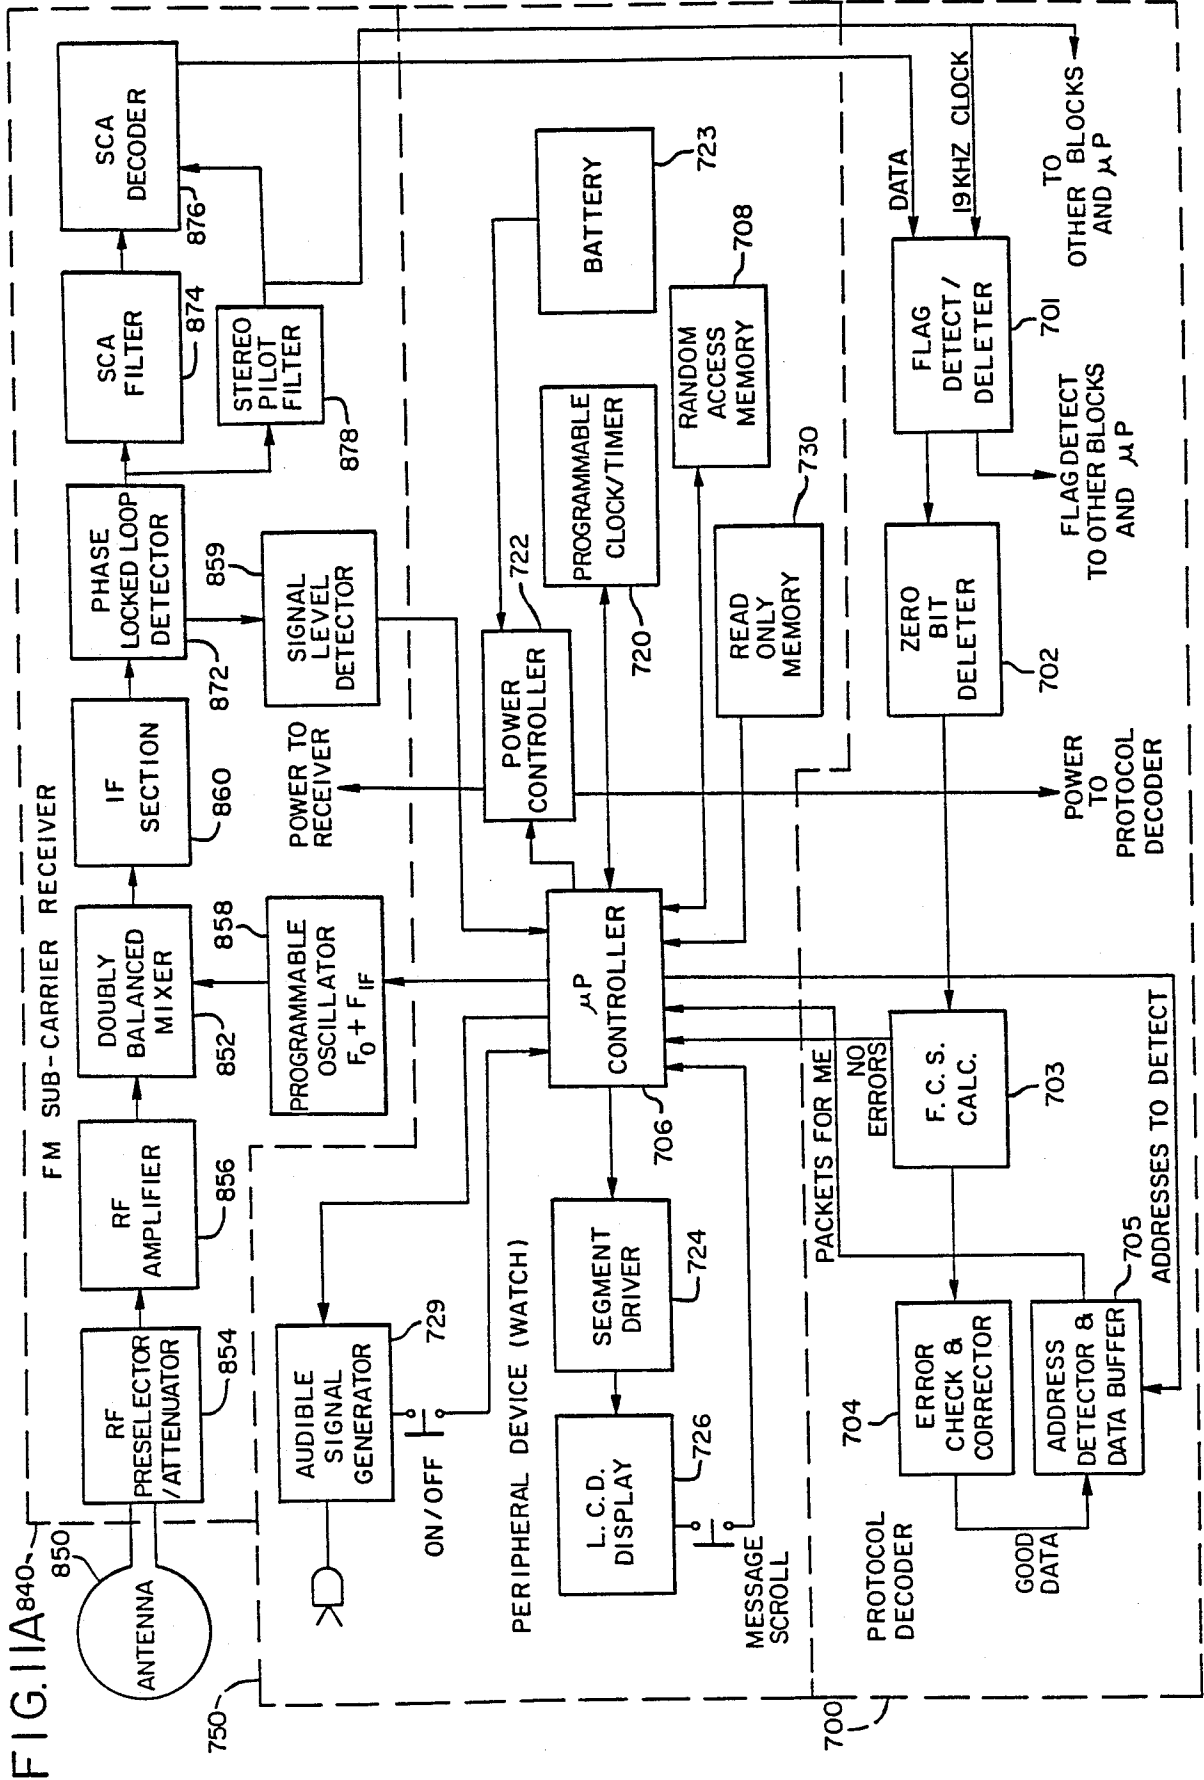 FIG. 11A
840
FM SUB-CARRIER RECEIVER
850
ANTENNA
RF
PRESELECTOR
/ATTENUATOR
854
RF
AMPLIFIER
856
DOUBLY
BALANCED
MIXER
852
IF
SECTION
860
PHASE
LOCKED LOOP
DETECTOR
872
SCA
FILTER
874
SCA
DECODER
876
PROGRAMMABLE
OSCILLATOR
F0 + FIF
858
POWER TO
RECEIVER
SIGNAL
LEVEL
DETECTOR
859
STEREO
PILOT
FILTER
878
750
AUDIBLE
SIGNAL
GENERATOR
729
ON/OFF
PERIPHERAL DEVICE (WATCH)
L.C.D.
DISPLAY
726
SEGMENT
DRIVER
724
μP
CONTROLLER
706
POWER
CONTROLLER
722
PROGRAMMABLE
CLOCK/TIMER
720
BATTERY
723
RANDOM
ACCESS
MEMORY
708
READ
ONLY
MEMORY
730
MESSAGE
SCROLL
700
PROTOCOL
DECODER
PACKETS FOR ME
NO
ERRORS
704
ERROR
CHECK &
CORRECTOR
F.C.S.
CALC.
703
ZERO
BIT
DELETER
702
FLAG
DETECT/
DELETER
701
DATA
19KHZ CLOCK
GOOD
DATA
ADDRESS
DETECTOR &
DATA BUFFER
705
ADDRESSES TO DETECT
POWER
TO
PROTOCOL
DECODER
FLAG DETECT
TO OTHER BLOCKS
AND μP
TO
OTHER BLOCKS
AND μP